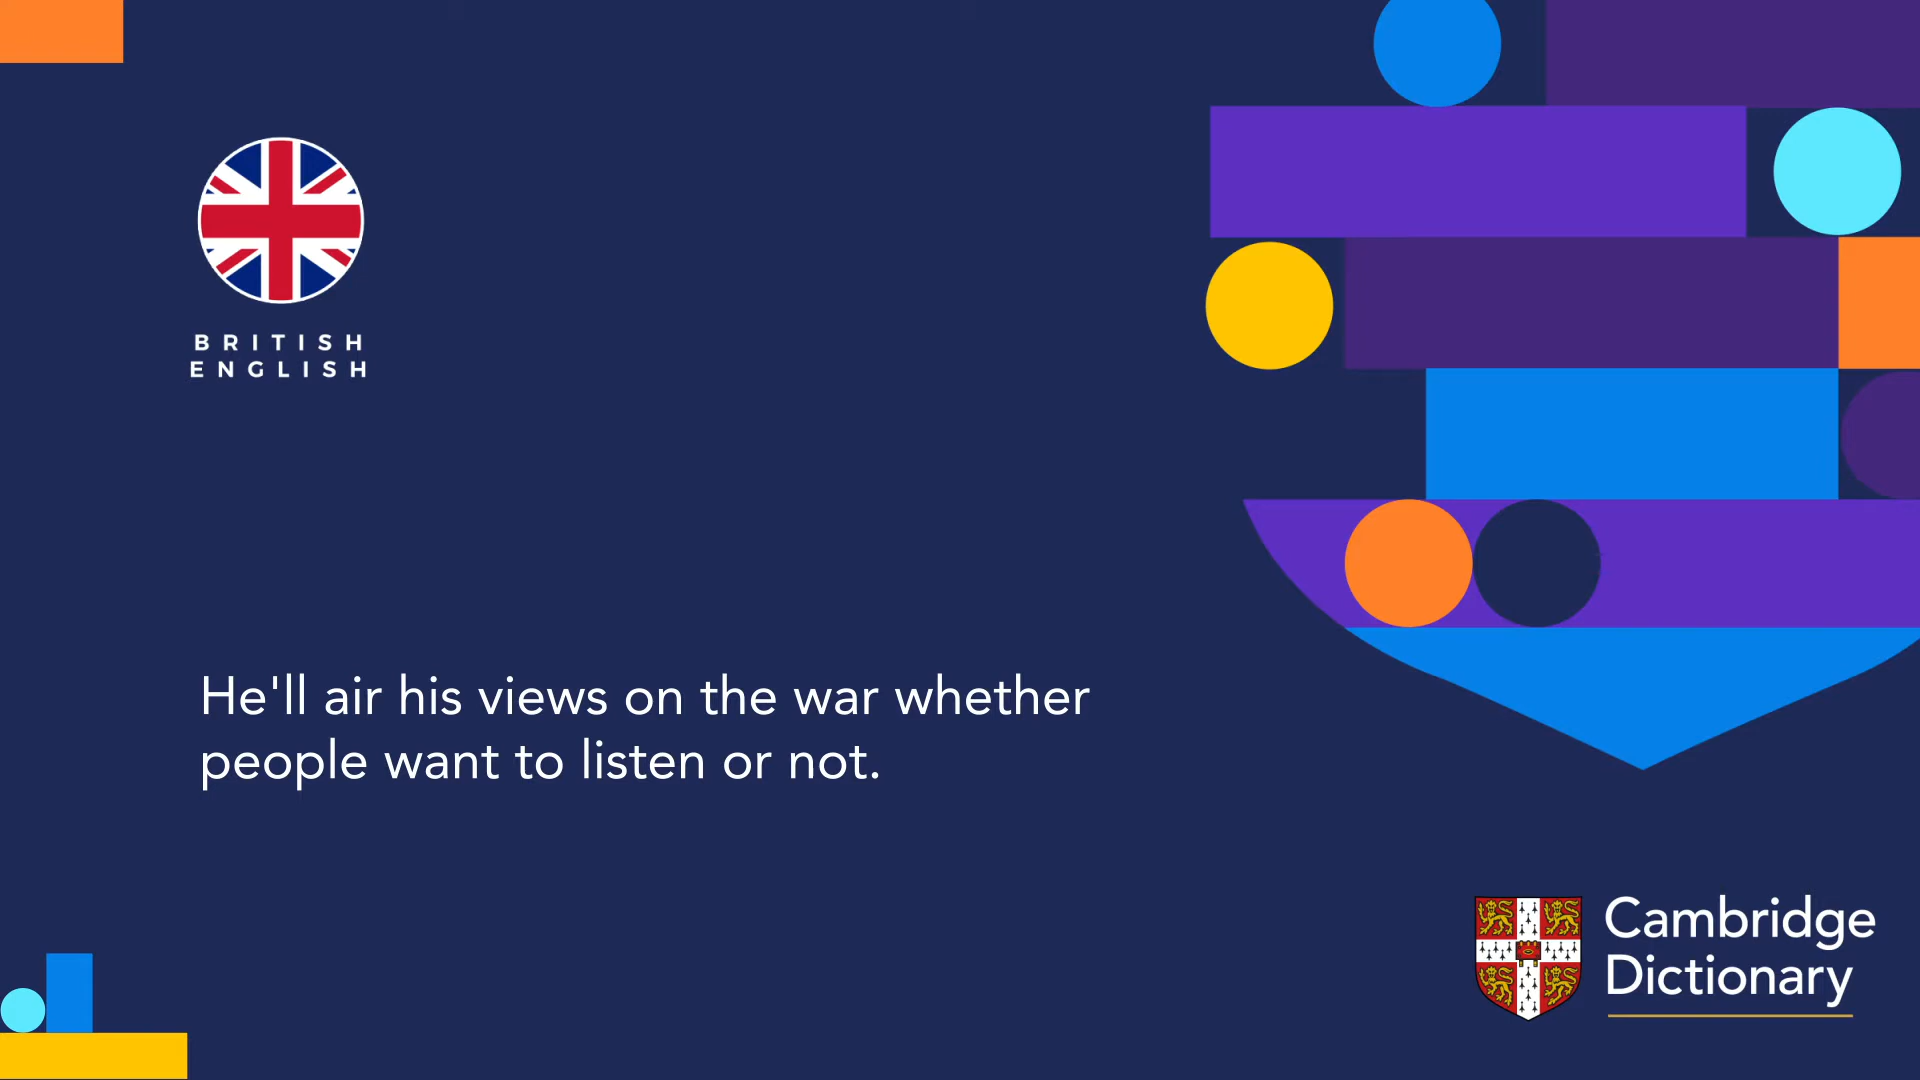 BRITISH
ENGLISH
He'll air his views on the war whether
people want to listen or not.
Cambridge
Dictionary